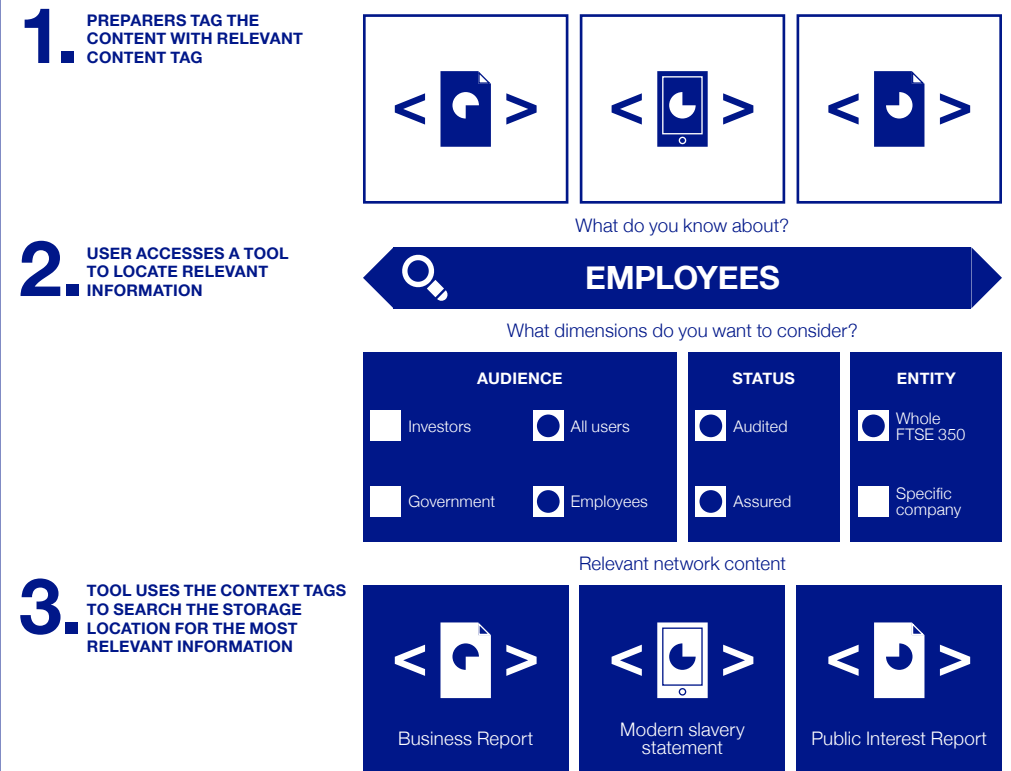 1.
PREPARERS TAG THE
CONTENT WITH RELEVANT
CONTENT TAG
< >
< >
< >
What do you know about?
2.
USER ACCESSES A TOOL
TO LOCATE RELEVANT
INFORMATION
EMPLOYEES
What dimensions do you want to consider?
AUDIENCE
Investors
All users
Government
Employees
STATUS
Audited
Assured
ENTITY
Whole
FTSE 350
Specific
company
Relevant network content
3.
TOOL USES THE CONTEXT TAGS
TO SEARCH THE STORAGE
LOCATION FOR THE MOST
RELEVANT INFORMATION
< >
Business Report
< >
Modern slavery
statement
< >
Public Interest Report